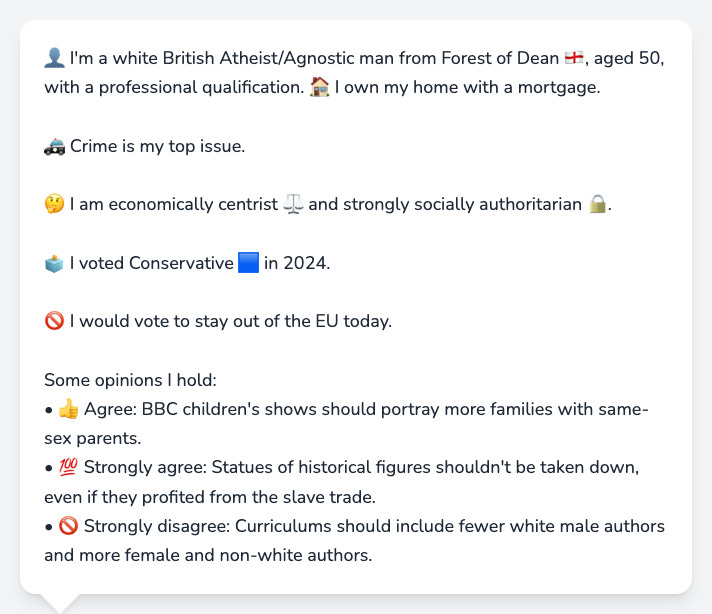 👤 I'm a white British Atheist/Agnostic man from Forest of Dean 🏴󠁧󠁢󠁥󠁮󠁧󠁿, aged 50,
with a professional qualification. 🏠 I own my home with a mortgage.
🚓 Crime is my top issue.
🤔 I am economically centrist ⚖️ and strongly socially authoritarian 🔒.
🗳️ I voted Conservative 🟦 in 2024.
🚫 I would vote to stay out of the EU today.
Some opinions I hold:
• 👍 Agree: BBC children's shows should portray more families with same-
sex parents.
• 💯 Strongly agree: Statues of historical figures shouldn't be taken down,
even if they profited from the slave trade.
• 🚫 Strongly disagree: Curriculums should include fewer white male authors
and more female and non-white authors.